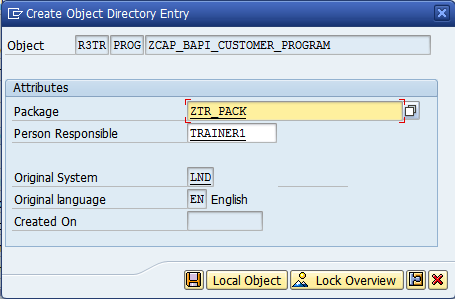 Create Object Directory Entry
Object R3TR PROG ZCAP_BAPI_CUSTOMER_PROGRAM
Attributes
Package ZTR_PACK
Person Responsible TRAINER1
Original System LND
Original language EN English
Created On
Local Object Lock Overview